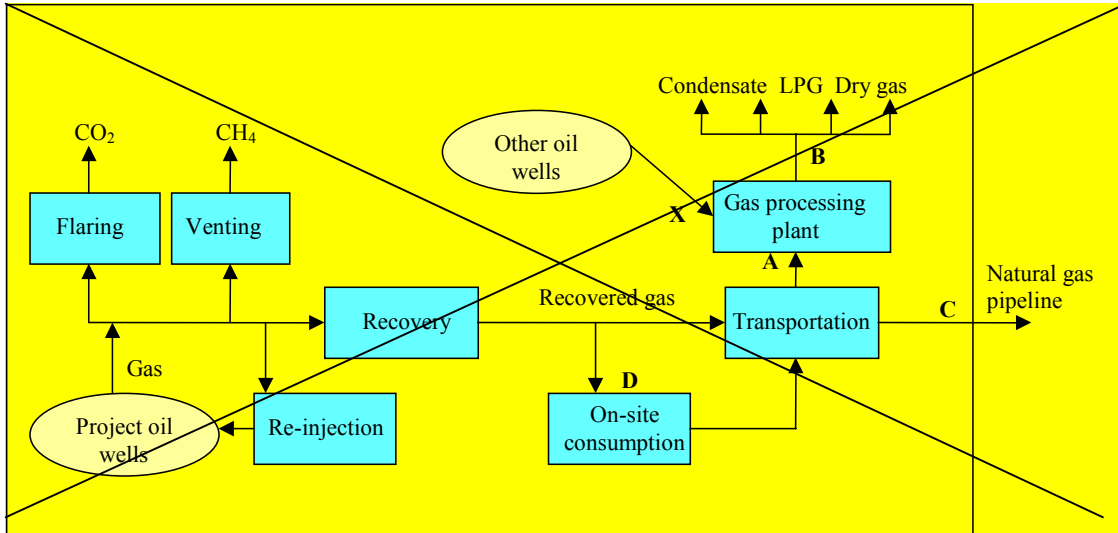 Condensate LPG Dry gas
CO2
CH4
Other oil
wells
B
Flaring
Venting
X
Gas processing
plant
A
Natural gas
pipeline
Recovered gas
Recovery
Transportation
C
Gas
D
Project oil
wells
Re-injection
On-site
consumption